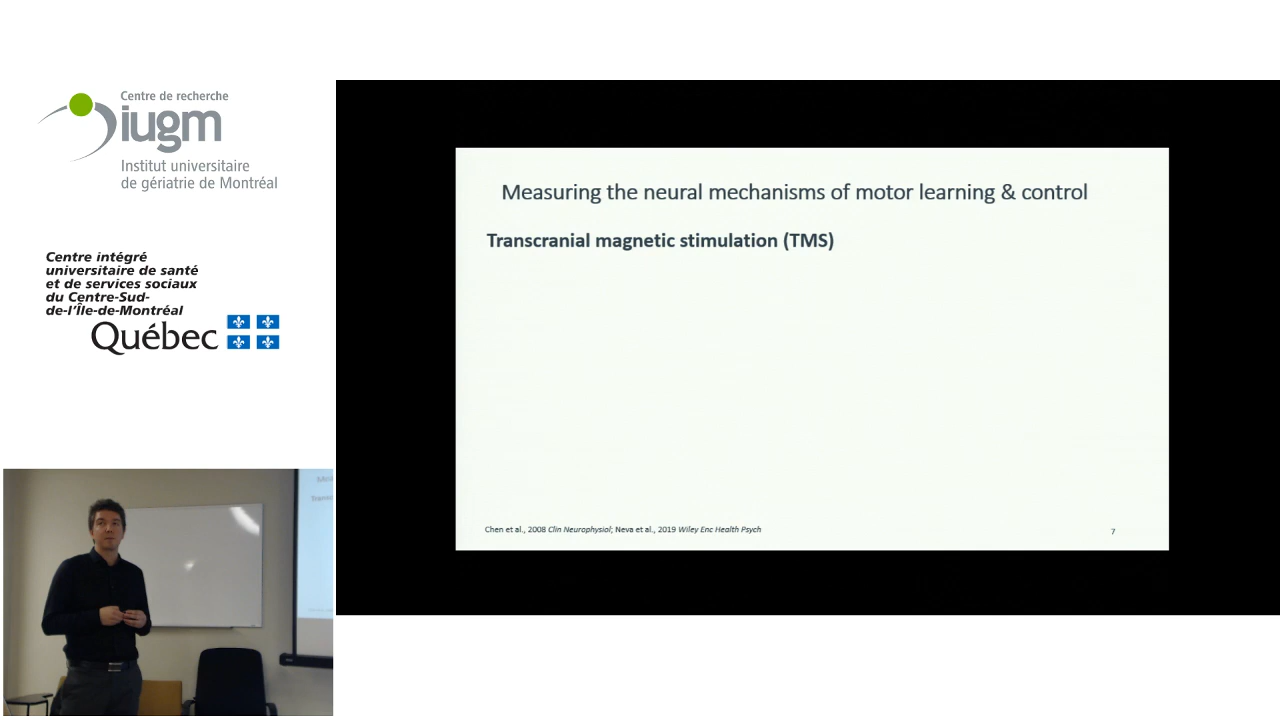 Centre de recherche
iugm
Institut universitaire
de gériatrie de Montréal
Centre intégré
universitaire de santé
et de services sociaux
du Centre-Sud-
de-l'Île-de-Montréal
Québec
Measuring the neural mechanisms of motor learning & control
Transcranial magnetic stimulation (TMS)
Chen et al., 2008 Clin Neurophysiol; Neva et al., 2019 Wiley Enc Health Psych
7